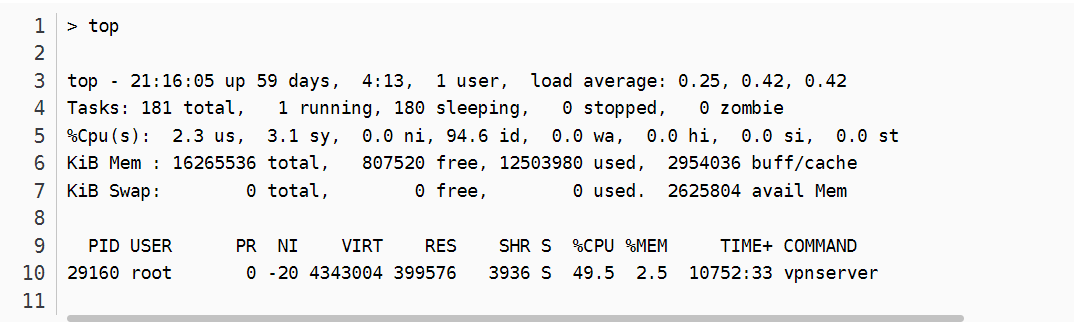 1 > top
2
3 top - 21:16:05 up 59 days,  4:13,  1 user,  load average: 0.25, 0.42, 0.42
4 Tasks: 181 total,   1 running, 180 sleeping,   0 stopped,   0 zombie
5 %Cpu(s):  2.3 us,  3.1 sy,  0.0 ni, 94.6 id,  0.0 wa,  0.0 hi,  0.0 si,  0.0 st
6 KiB Mem : 16265536 total,   807520 free, 12503980 used,  2954036 buff/cache
7 KiB Swap:        0 total,        0 free,        0 used.  2625804 avail Mem
8
9   PID USER      PR  NI    VIRT    RES    SHR S  %CPU %MEM     TIME+ COMMAND
10 29160 root       0 -20 4343004 399576   3936 S  49.5  2.5  10752:33 vpnserver
11